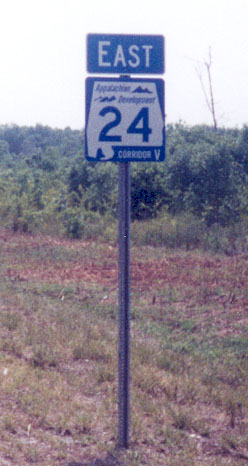 EAST
Appalachian
Development
24
CORRIDOR V